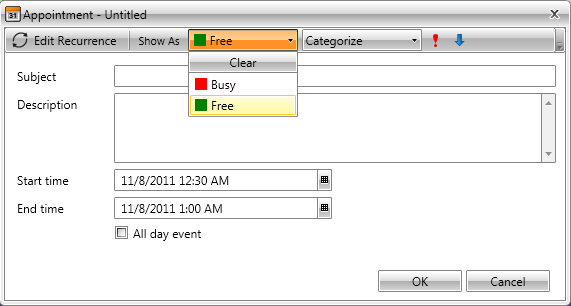 31 Appointment - Untitled
Edit Recurrence Show As Free Categorize
Clear
Busy
Free
Subject
Description
Start time 11/8/2011 12:30 AM
End time 11/8/2011 1:00 AM
All day event
OK Cancel